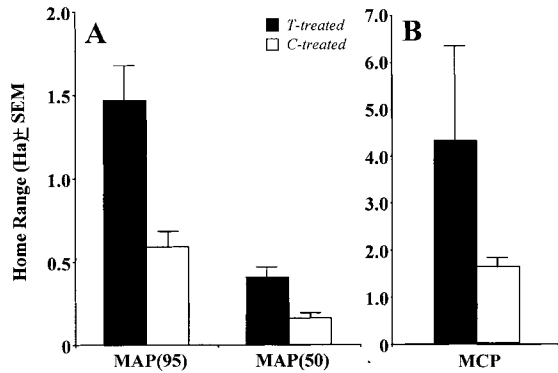 A
B
T-treated
C-treated
Home Range (Ha)± SEM
2.0
1.5
1.0
0.5
0
MAP(95)
MAP(50)
7.0
6.0
5.0
4.0
3.0
2.0
1.0
0
MCP